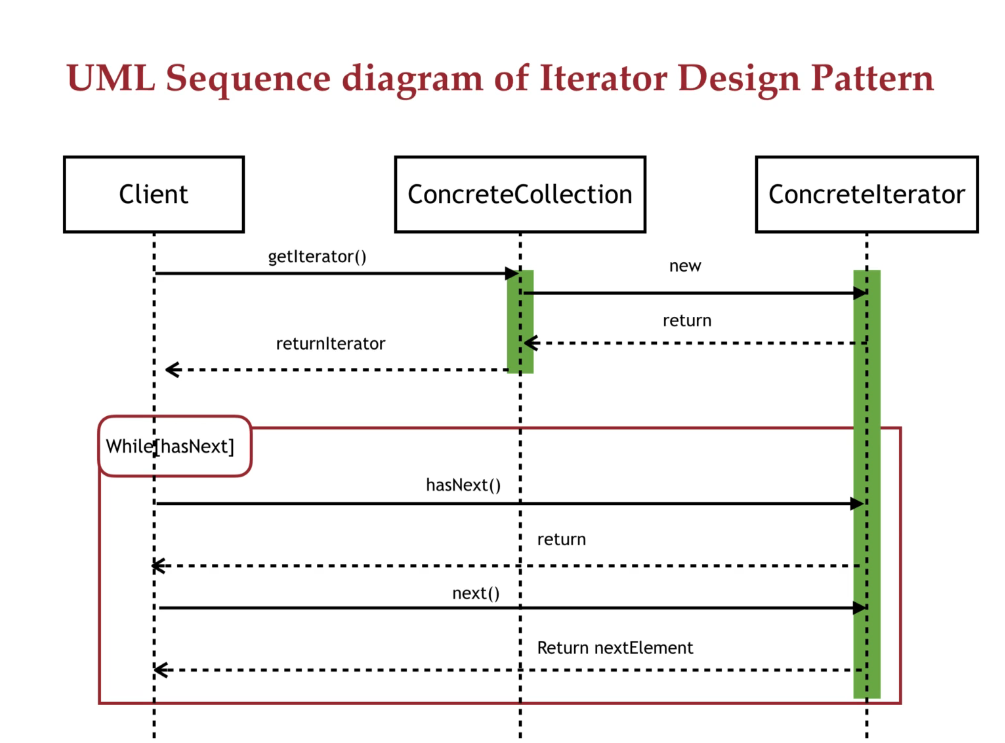 UML Sequence diagram of Iterator Design Pattern
Client
ConcreteCollection
ConcreteIterator
getIterator()
new
return
returnIterator
While[hasNext]
hasNext()
return
next()
Return nextElement